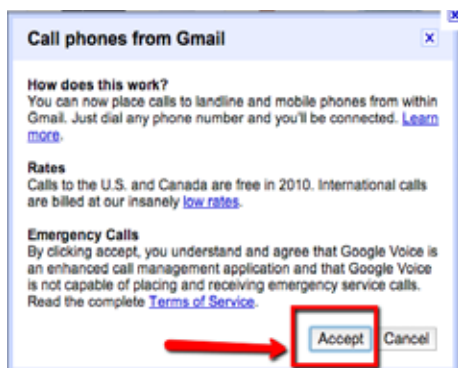 Call phones from Gmail
How does this work?
You can now place calls to landline and mobile phones from within
Gmail. Just dial any phone number and you'll be connected. Learn
more.
Rates
Calls to the U.S. and Canada are free in 2010. International calls
are billed at our insanely low rates.
Emergency Calls
By clicking accept, you understand and agree that Google Voice is
an enhanced call management application and that Google Voice
is not capable of placing and receiving emergency service calls.
Read the complete Terms of Service.
Accept Cancel